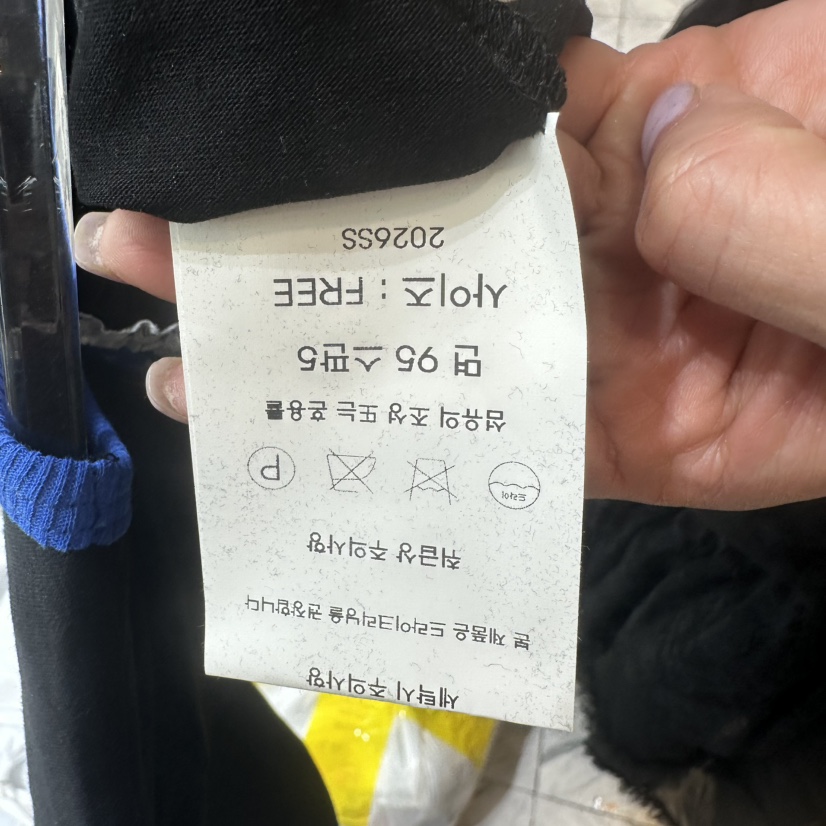 세탁시 주의사항
본 제품은 드라이크리닝을 권장합니다
취급상 주의사항
드라이
P
섬유의 조성 또는 혼용률
면 95 스판5
사이즈 : FREE
2026SS